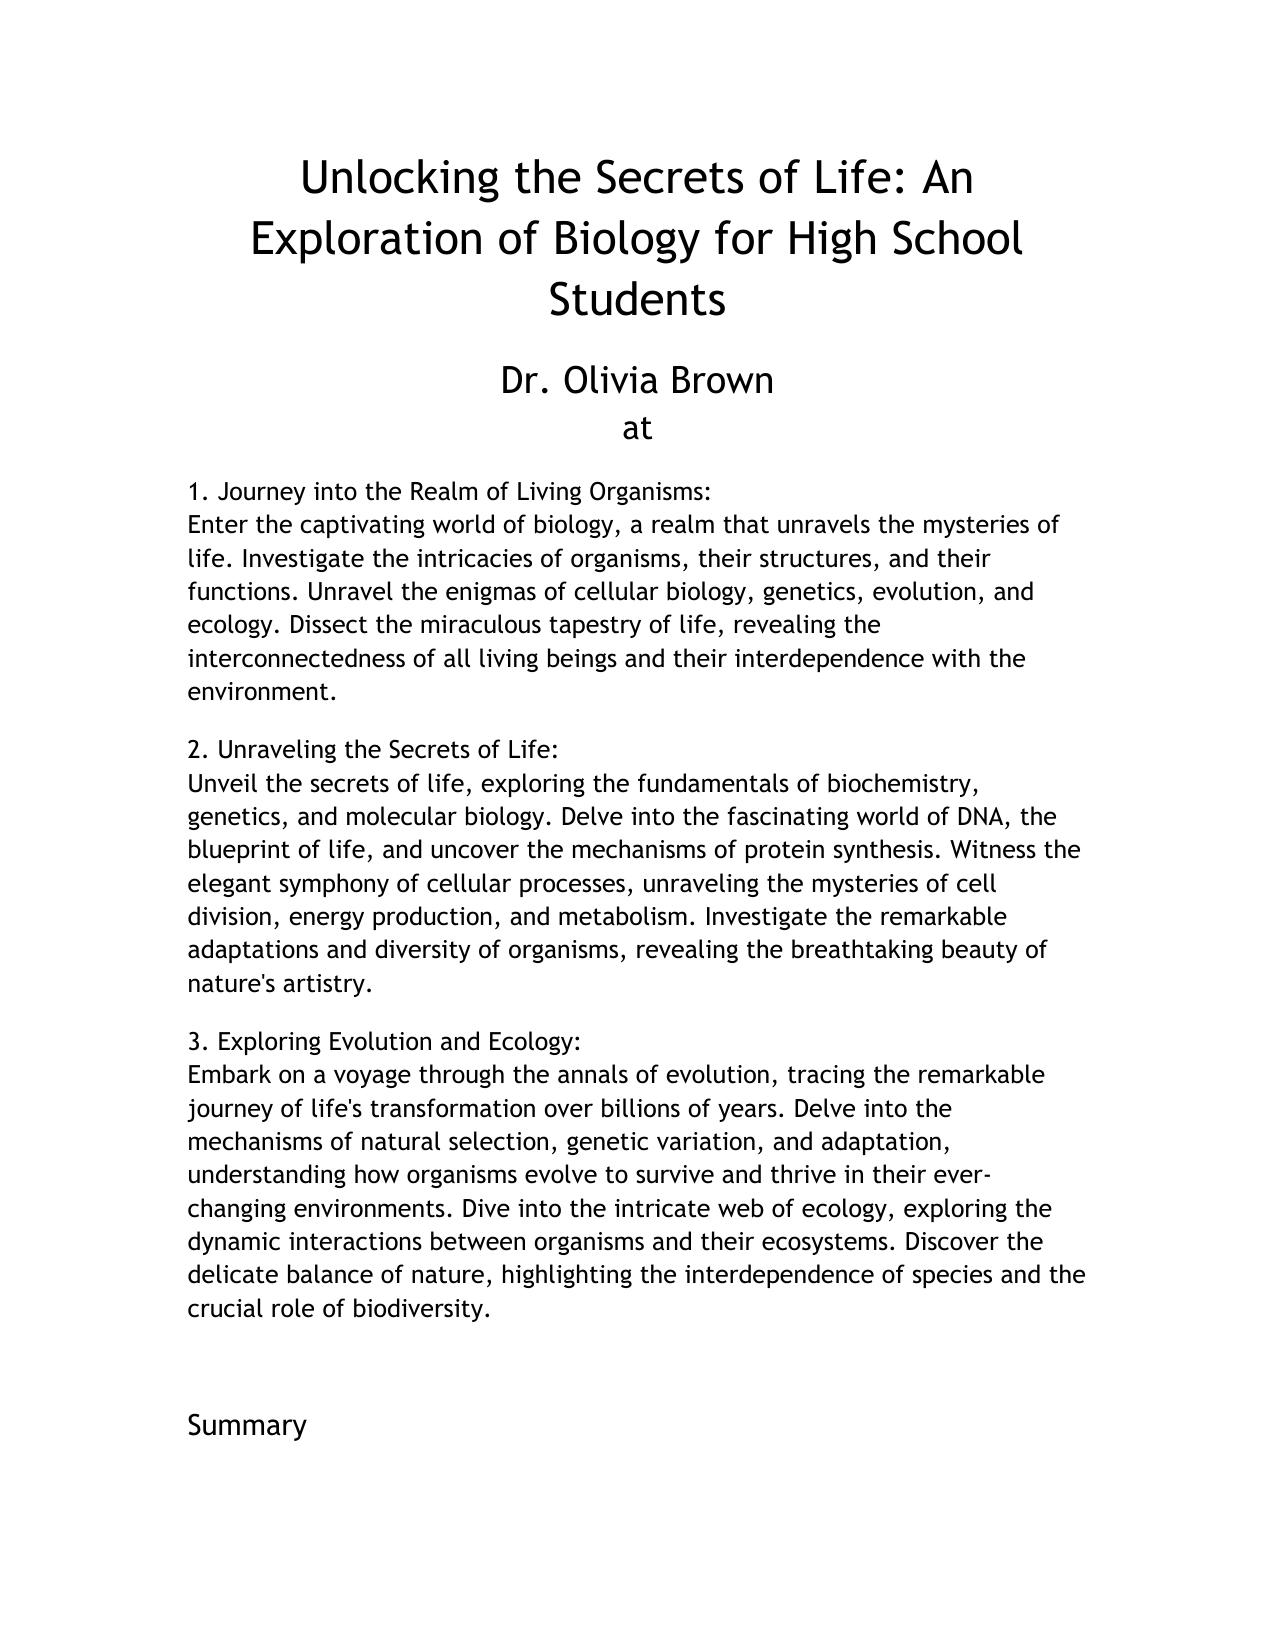 Unlocking the Secrets of Life: An
Exploration of Biology for High School
Students
Dr. Olivia Brown
at
1. Journey into the Realm of Living Organisms:
Enter the captivating world of biology, a realm that unravels the mysteries of
life. Investigate the intricacies of organisms, their structures, and their
functions. Unravel the enigmas of cellular biology, genetics, evolution, and
ecology. Dissect the miraculous tapestry of life, revealing the
interconnectedness of all living beings and their interdependence with the
environment.
2. Unraveling the Secrets of Life:
Unveil the secrets of life, exploring the fundamentals of biochemistry,
genetics, and molecular biology. Delve into the fascinating world of DNA, the
blueprint of life, and uncover the mechanisms of protein synthesis. Witness the
elegant symphony of cellular processes, unraveling the mysteries of cell
division, energy production, and metabolism. Investigate the remarkable
adaptations and diversity of organisms, revealing the breathtaking beauty of
nature's artistry.
3. Exploring Evolution and Ecology:
Embark on a voyage through the annals of evolution, tracing the remarkable
journey of life's transformation over billions of years. Delve into the
mechanisms of natural selection, genetic variation, and adaptation,
understanding how organisms evolve to survive and thrive in their ever-
changing environments. Dive into the intricate web of ecology, exploring the
dynamic interactions between organisms and their ecosystems. Discover the
delicate balance of nature, highlighting the interdependence of species and the
crucial role of biodiversity.
Summary